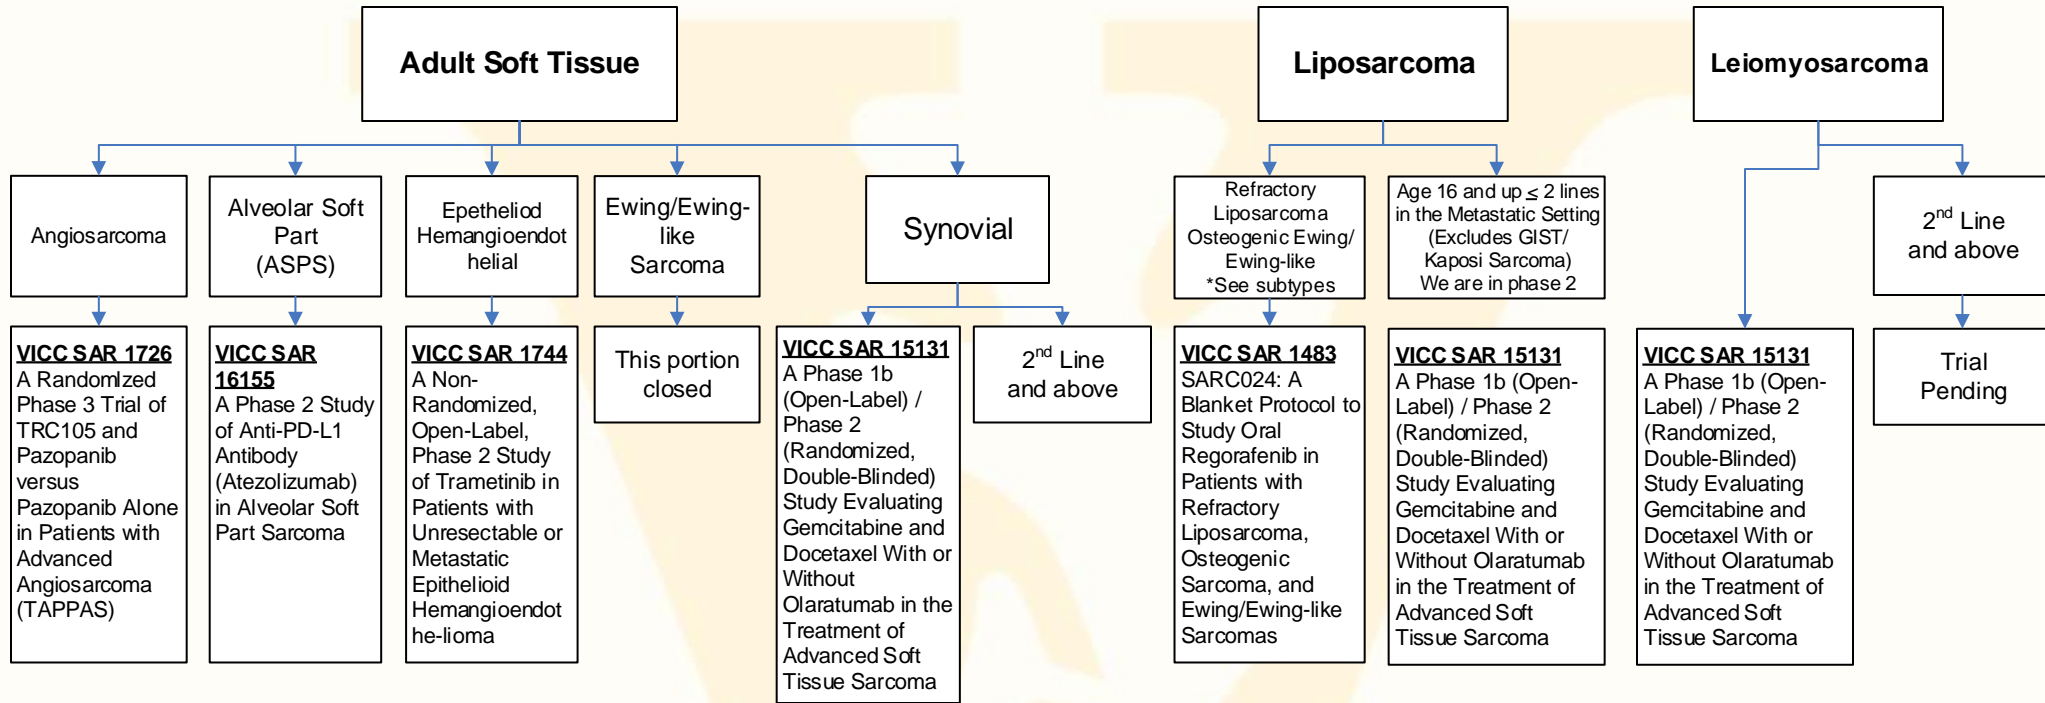 Adult Soft Tissue
Liposarcoma
Leiomyosarcoma
Angiosarcoma
Alveolar Soft
Part
(ASPS)
Epetheliod
Hemangioendot
helial
Ewing/Ewing-
like
Sarcoma
Synovial
Refractory
Liposarcoma
Osteogenic Ewing/
Ewing-like
*See subtypes
Age 16 and up ≤ 2 lines
in the Metastatic Setting
(Excludes GIST/
Kaposi Sarcoma)
We are in phase 2
2nd Line
and above
VICC SAR 1726
A Randomized
Phase 3 Trial of
TRC105 and
Pazopanib
versus
Pazopanib Alone
in Patients with
Advanced
Angiosarcoma
(TAPPAS)
VICC SAR
16155
A Phase 2 Study
of Anti-PD-L1
Antibody
(Atezolizumab)
in Alveolar Soft
Part Sarcoma
VICC SAR 1744
A Non-
Randomized,
Open-Label,
Phase 2 Study
of Trametinib in
Patients with
Unresectable or
Metastatic
Epithelioid
Hemangioendot
he-lioma
This portion
closed
VICC SAR 15131
A Phase 1b
(Open-Label) /
Phase 2
(Randomized,
Double-Blinded)
Study Evaluating
Gemcitabine and
Docetaxel With or
Without
Olaratumab in the
Treatment of
Advanced Soft
Tissue Sarcoma
2nd Line
and above
VICC SAR 1483
SARC024: A
Blanket Protocol to
Study Oral
Regorafenib in
Patients with
Refractory
Liposarcoma,
Osteogenic
Sarcoma, and
Ewing/Ewing-like
Sarcomas
VICC SAR 15131
A Phase 1b (Open-
Label) / Phase 2
(Randomized,
Double-Blinded)
Study Evaluating
Gemcitabine and
Docetaxel With or
Without Olaratumab
in the Treatment of
Advanced Soft
Tissue Sarcoma
VICC SAR 15131
A Phase 1b (Open-
Label) / Phase 2
(Randomized,
Double-Blinded)
Study Evaluating
Gemcitabine and
Docetaxel With or
Without Olaratumab
in the Treatment of
Advanced Soft
Tissue Sarcoma
Trial
Pending